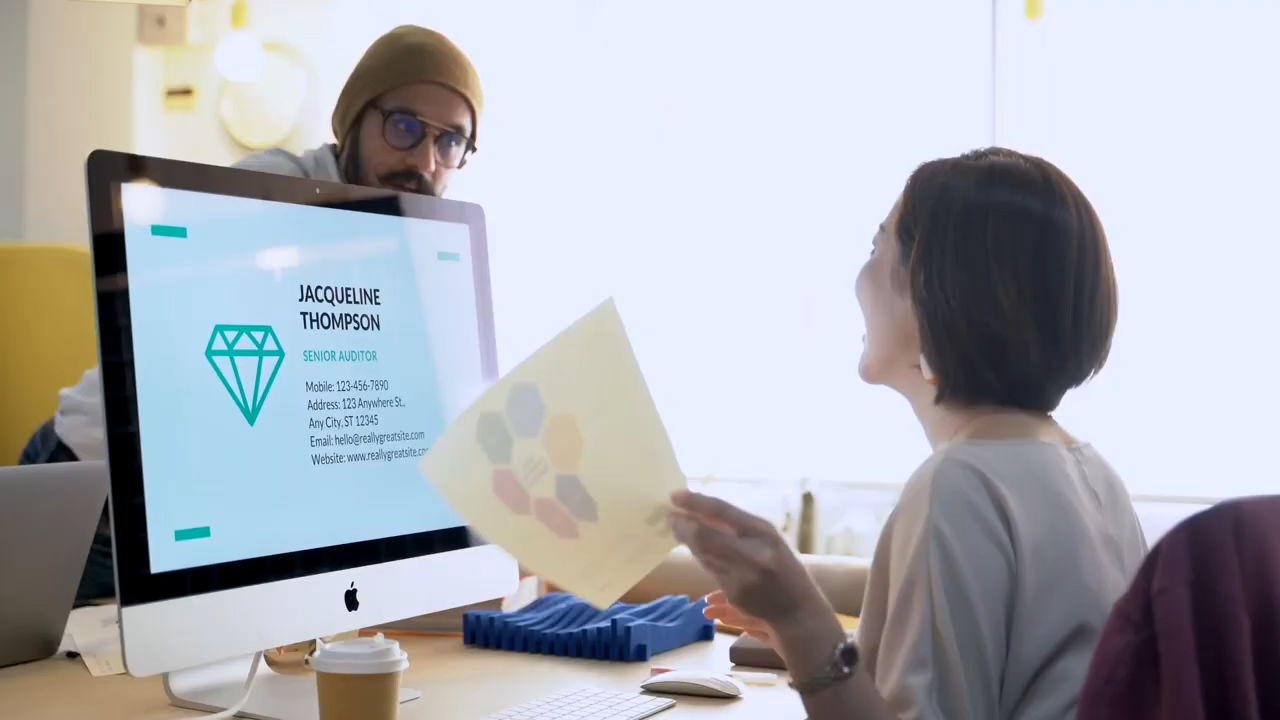 JACQUELINE
THOMPSON
SENIOR AUDITOR
Mobile: 123-456-7890
Address: 123 Anywhere St.,
Any City, ST 12345
Email: hello@reallygreatsite.com
Website: www.reallygreatsite.co